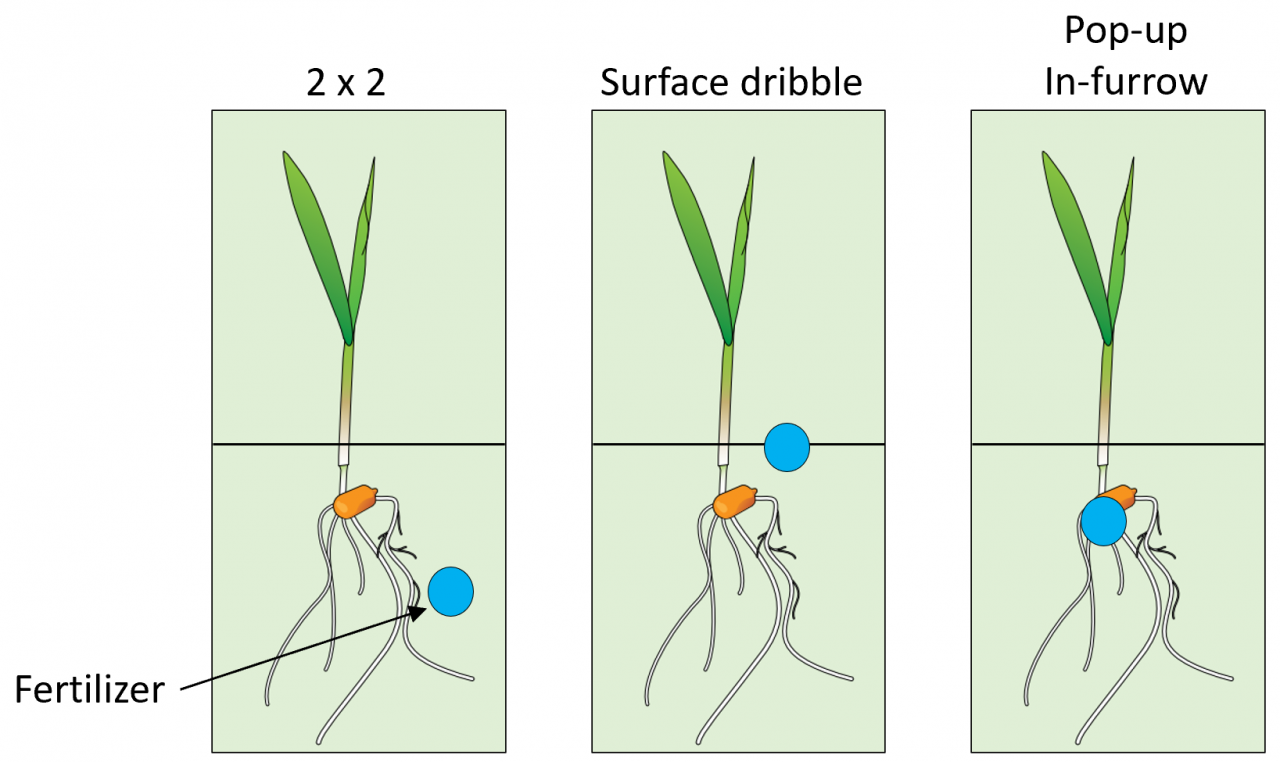 2 x 2
Surface dribble
Pop-up
In-furrow
Fertilizer